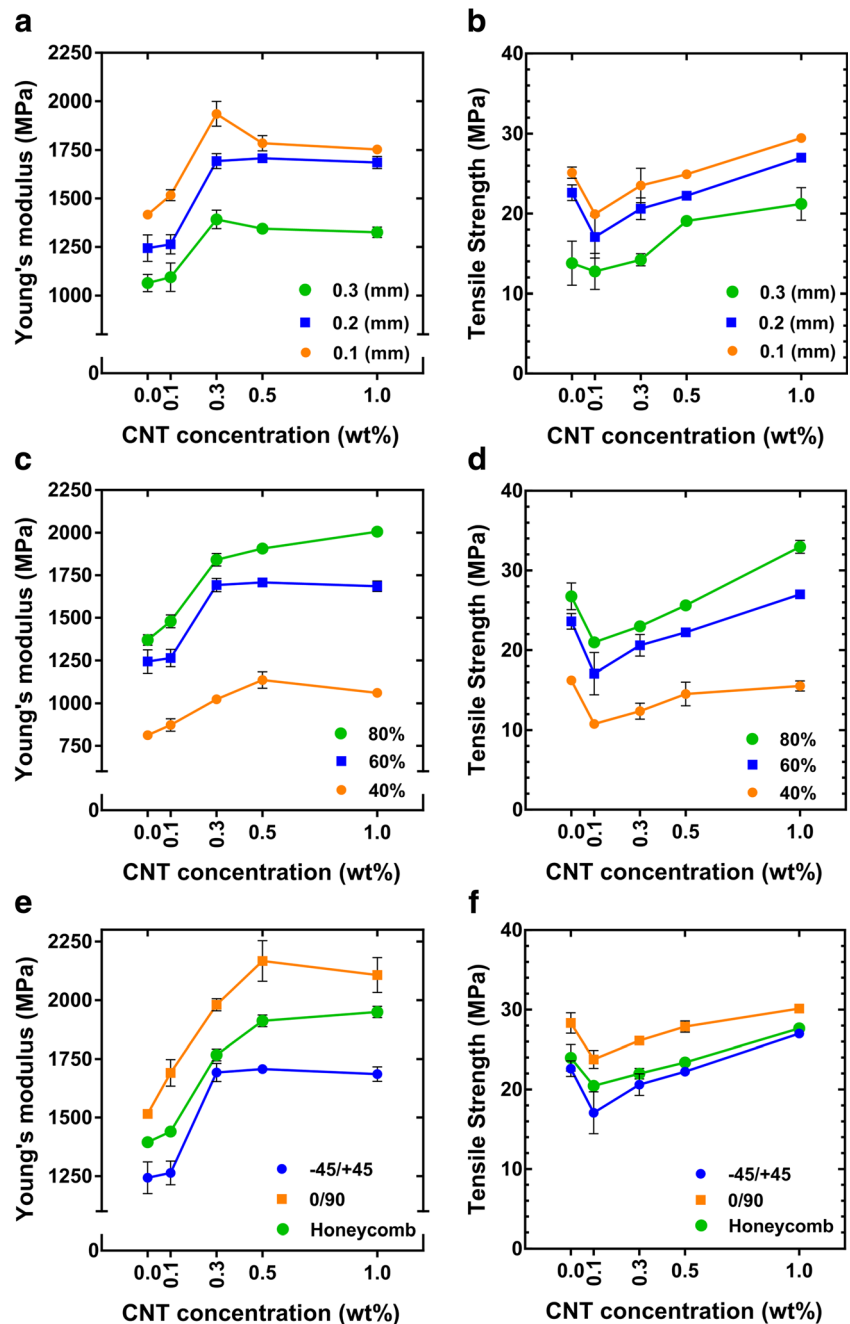 a
2250
2000
1750
1500
1250
1000
0
Young's modulus (MPa)
0.3 (mm)
0.2 (mm)
0.1 (mm)
0.0
0.1
0.3
0.5
1.0
CNT concentration (wt%)
b
40
30
20
10
0
Tensile Strength (MPa)
0.3 (mm)
0.2 (mm)
0.1 (mm)
0.0
0.1
0.3
0.5
1.0
CNT concentration (wt%)
c
2250
2000
1750
1500
1250
1000
750
0
Young's modulus (MPa)
80%
60%
40%
0.0
0.1
0.3
0.5
1.0
CNT concentration (wt%)
d
40
30
20
10
0
Tensile Strength (MPa)
80%
60%
40%
0.0
0.1
0.3
0.5
1.0
CNT concentration (wt%)
e
2250
2000
1750
1500
1250
0
Young's modulus (MPa)
-45/+45
0/90
Honeycomb
0.0
0.1
0.3
0.5
1.0
CNT concentration (wt%)
f
40
30
20
10
0
Tensile Strength (MPa)
-45/+45
0/90
Honeycomb
0.0
0.1
0.3
0.5
1.0
CNT concentration (wt%)